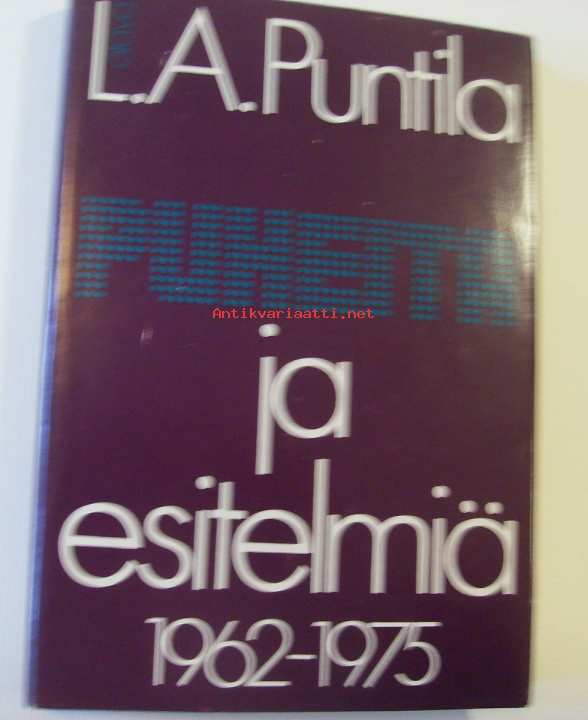 L.A. Puntila
PUHEITA
Antikvariaatti.net
ja
esitelmiä
1962-1975